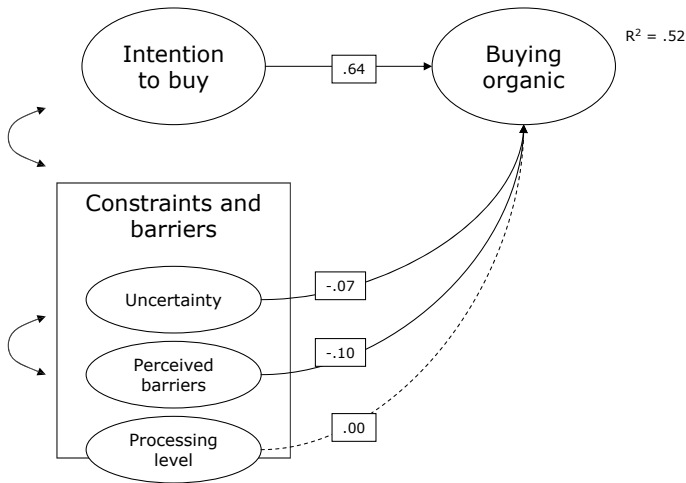 Intention
to buy
.64
Buying
organic
R² = .52
Constraints and
barriers
Uncertainty
-.07
Perceived
barriers
-.10
Processing
level
.00